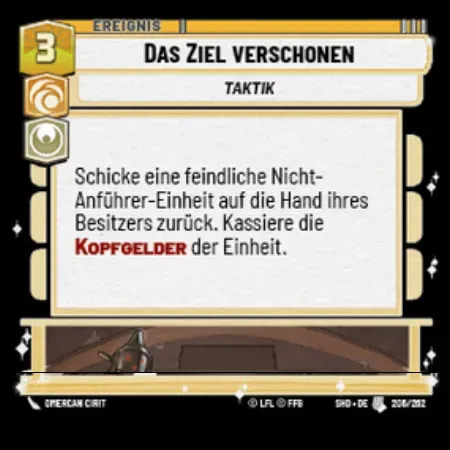 EREIGNIS
3
DAS ZIEL VERSCHONEN
TAKTIK
Schicke eine feindliche Nicht-
Anführer-Einheit auf die Hand ihres
Besitzers zurück. Kassiere die
KOPFGELDER der Einheit.
OMERCAN CIRIT
© LFL © FFG
SHD • DE
206/262